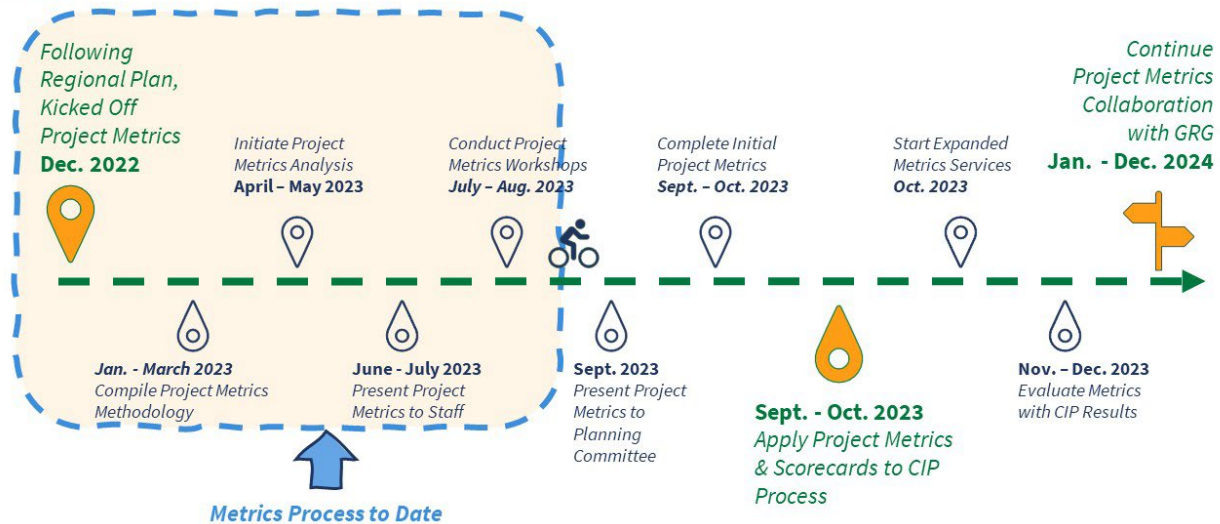 Following
Regional Plan,
Kicked Off
Project Metrics
Dec. 2022
Jan. - March 2023
Compile Project Metrics
Methodology
Initiate Project
Metrics Analysis
April – May 2023
June - July 2023
Present Project
Metrics to Staff
Conduct Project
Metrics Workshops
July – Aug. 2023
Sept. 2023
Present Project
Metrics to
Planning
Committee
Complete Initial
Project Metrics
Sept. – Oct. 2023
Sept. - Oct. 2023
Apply Project Metrics
& Scorecards to CIP
Process
Start Expanded
Metrics Services
Oct. 2023
Nov. – Dec. 2023
Evaluate Metrics
with CIP Results
Continue
Project Metrics
Collaboration
with GRG
Jan. - Dec. 2024
Metrics Process to Date